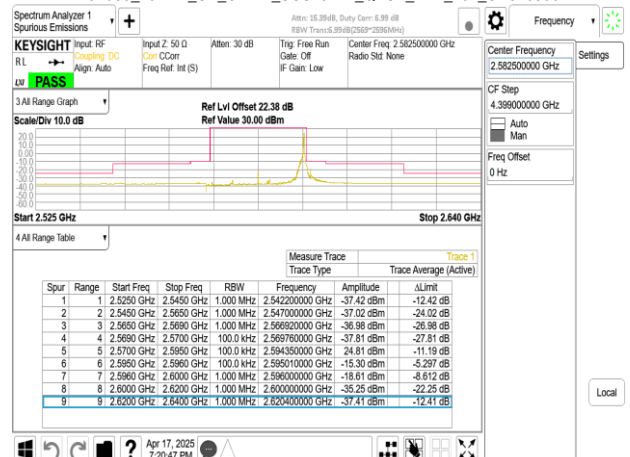 Spectrum Analyzer 1
Spurious Emissions
Attn: 15.39dB, Duty Corr: 6.99 dB
RBW Trans:6.99dB(2569~2596MHz)
Frequency
KEYSIGHT
Input: RF
Coupling: DC
Align: Auto
Input Z: 50 Ω
Corr CCorr
Freq Ref: Int (S)
Atten: 30 dB
Trig: Free Run
Gate: Off
IF Gain: Low
Center Freq: 2.582500000 GHz
Radio Std: None
RL
LXI PASS
Center Frequency
2.582500000 GHz
Settings
CF Step
4.399000000 GHz
Auto
Man
Freq Offset
0 Hz
3 All Range Graph
Scale/Div 10.0 dB
Ref Lvl Offset 22.38 dB
Ref Value 30.00 dBm
20.0
10.0
0.00
-10.0
-20.0
-30.0
-40.0
-50.0
-60.0
Start 2.525 GHz
Stop 2.640 GHz
4 All Range Table
Measure Trace Trace 1
Trace Type Trace Average (Active)
Spur Range Start Freq Stop Freq RBW Frequency Amplitude ΔLimit
1 1 2.5250 GHz 2.5450 GHz 1.000 MHz 2.542200000 GHz -37.42 dBm -12.42 dB
2 2 2.5450 GHz 2.5650 GHz 1.000 MHz 2.547000000 GHz -37.02 dBm -24.02 dB
3 3 2.5650 GHz 2.5690 GHz 1.000 MHz 2.566920000 GHz -36.98 dBm -26.98 dB
4 4 2.5690 GHz 2.5700 GHz 100.0 kHz 2.569760000 GHz -37.81 dBm -27.81 dB
5 5 2.5700 GHz 2.5950 GHz 100.0 kHz 2.594350000 GHz 24.81 dBm -11.19 dB
6 6 2.5950 GHz 2.5960 GHz 100.0 kHz 2.595010000 GHz -15.30 dBm -5.297 dB
7 7 2.5960 GHz 2.6000 GHz 1.000 MHz 2.596000000 GHz -18.61 dBm -8.612 dB
8 8 2.6000 GHz 2.6200 GHz 1.000 MHz 2.600000000 GHz -35.25 dBm -22.25 dB
9 9 2.6200 GHz 2.6400 GHz 1.000 MHz 2.620400000 GHz -37.41 dBm -12.41 dB
Local
Apr 17, 2025
7:20:47 PM